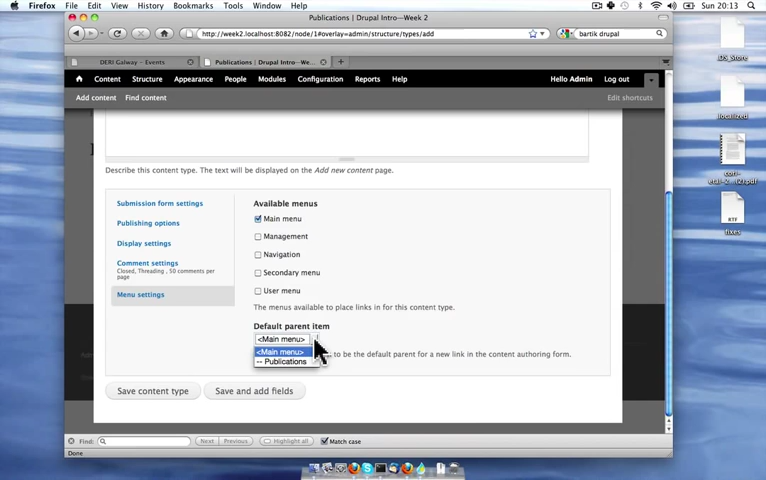 Firefox File Edit View History Bookmarks Tools Window Help Sun 20:13
Publications | Drupal Intro—Week 2
http://week2.localhost:8082/node/1#overlay=admin/structure/types/add
bartik drupal
DERI Galway – Events
Publications | Drupal Intro—We...
Content Structure Appearance People Modules Configuration Reports Help Hello Admin Log out
Add content Find content Edit shortcuts
Describe this content type. The text will be displayed on the Add new content page.
Submission form settings
Publishing options
Display settings
Comment settings
Closed, Threading , 50 comments per
page
Menu settings
Available menus
Main menu
Management
Navigation
Secondary menu
User menu
The menus available to place links in for this content type.
Default parent item
<Main menu>
<Main menu>
-- Publications
to be the default parent for a new link in the content authoring form.
Save content type Save and add fields
Find: Next Previous Highlight all Match case
Done
.DS_Store
.localized
RTF
fixes